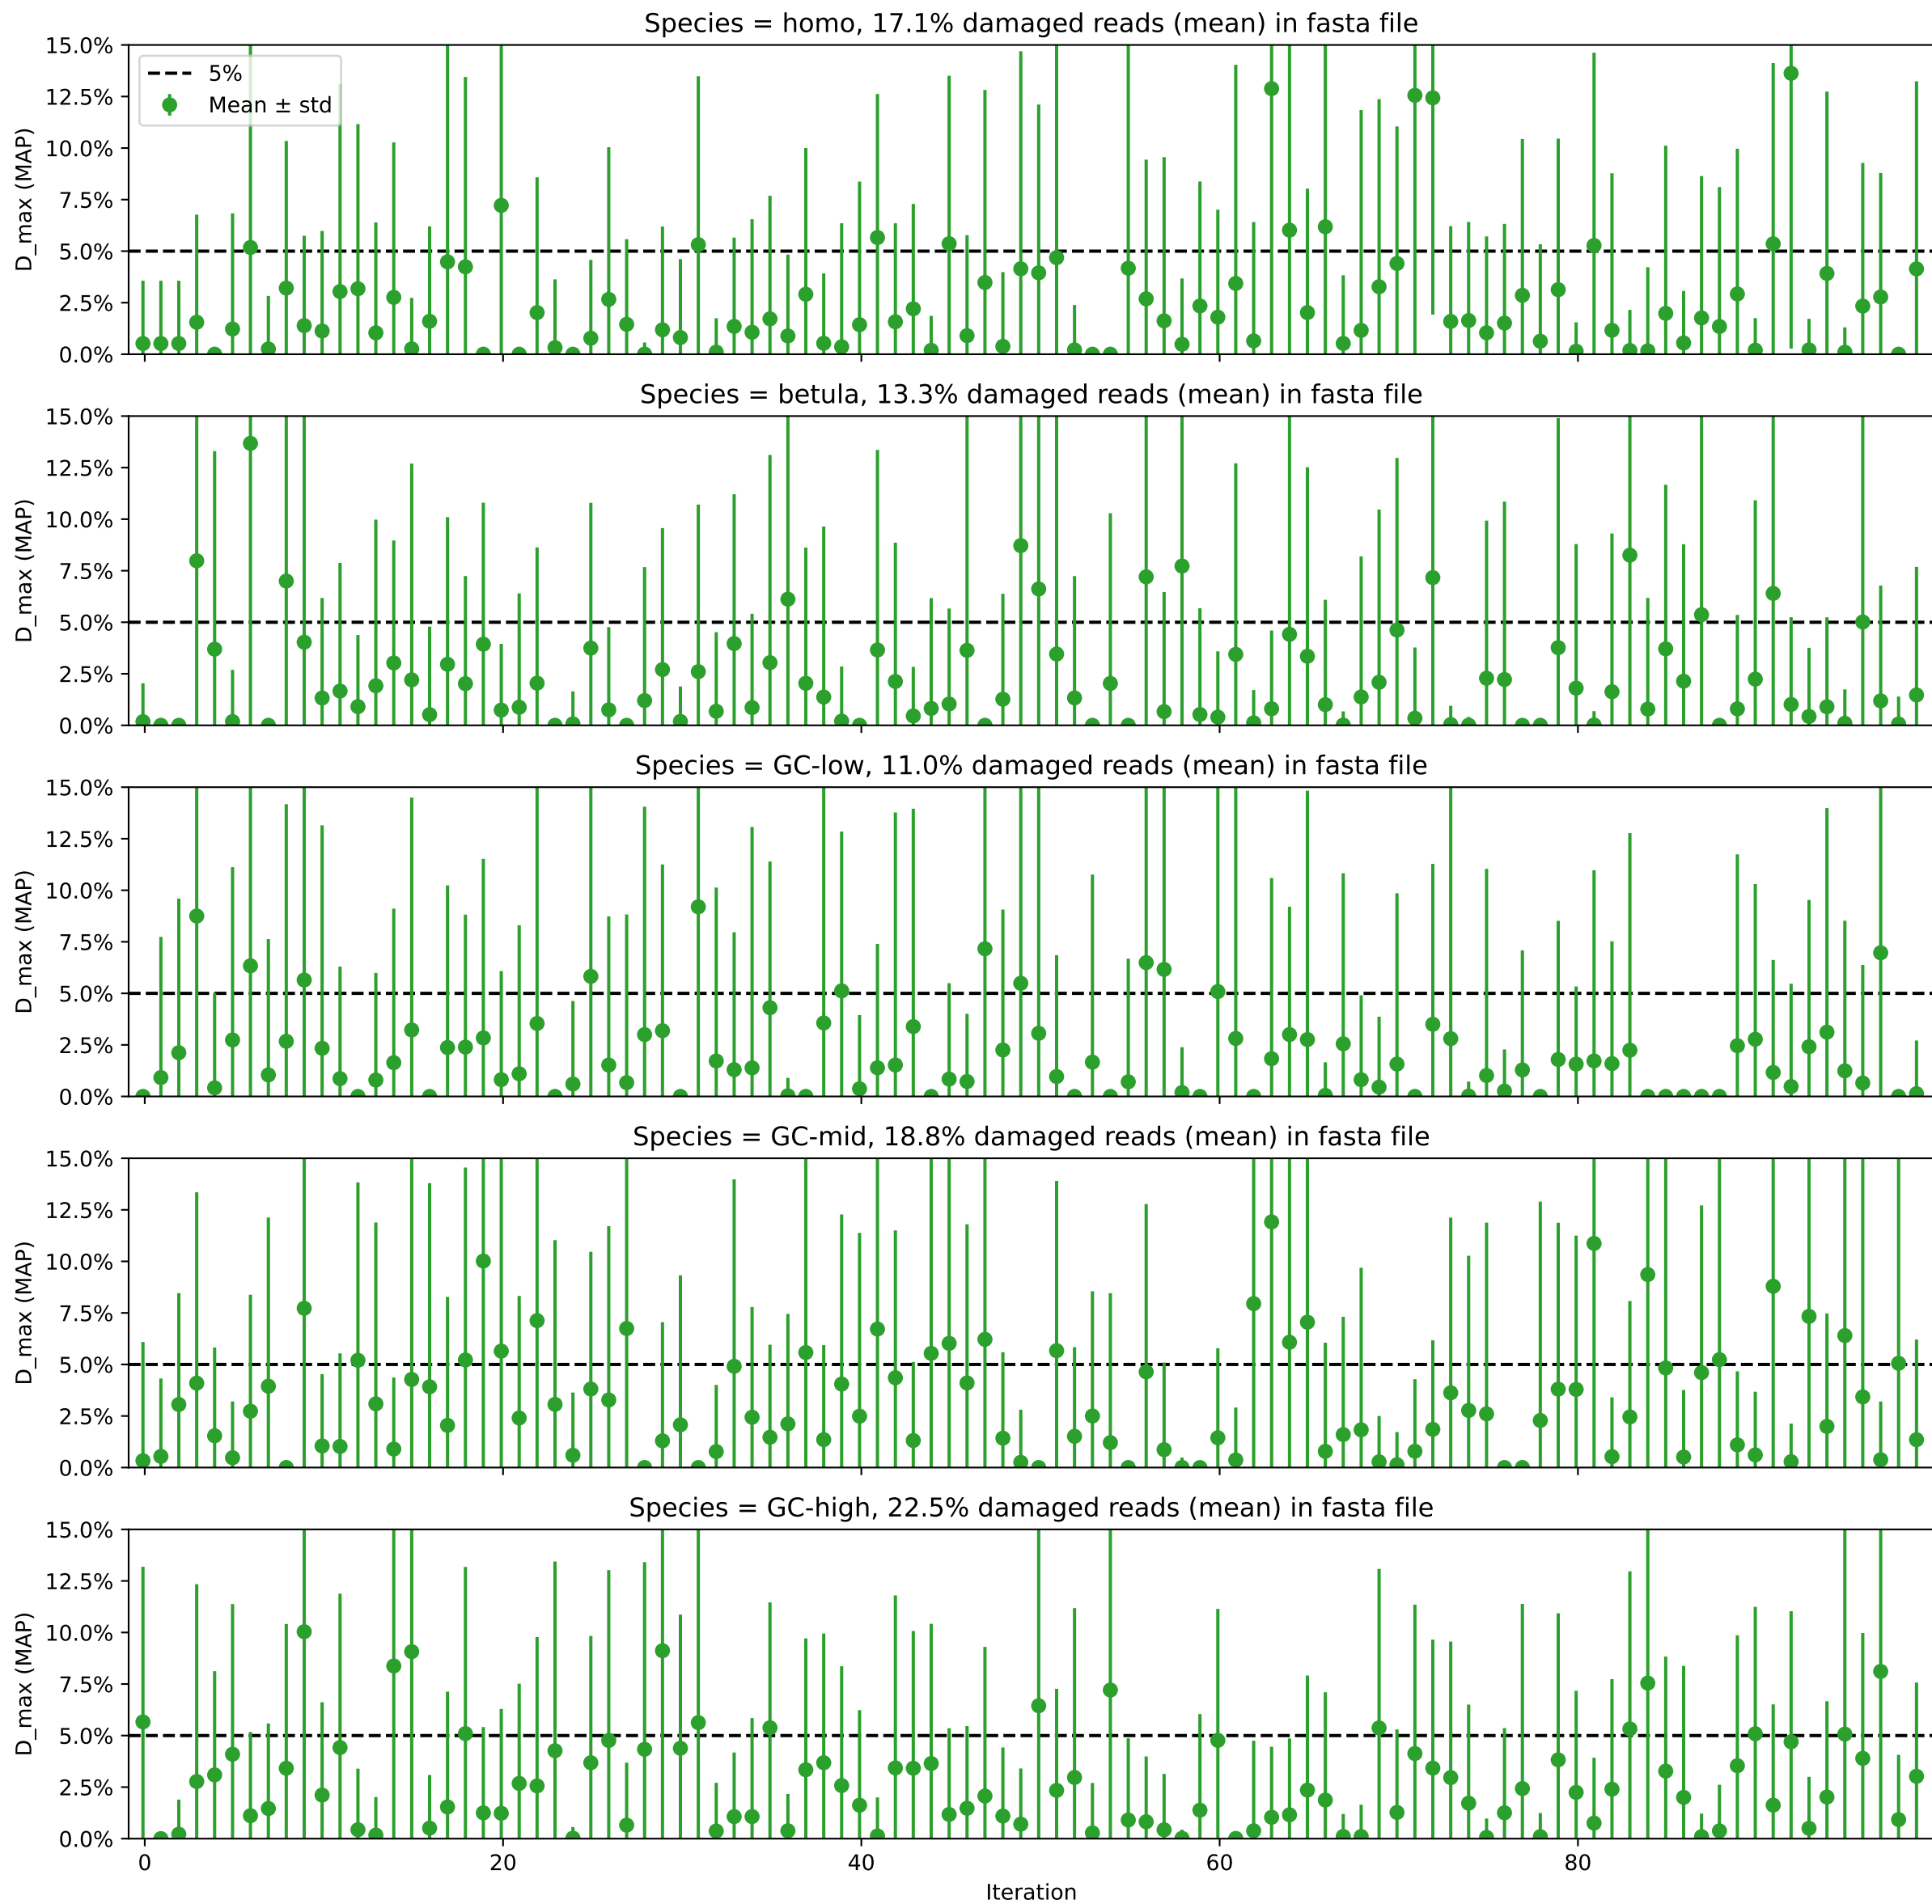 Species = homo, 17.1% damaged reads (mean) in fasta file
15.0%
12.5%
10.0%
7.5%
5.0%
2.5%
0.0%
D_max (MAP)
5%
Mean ± std
Species = betula, 13.3% damaged reads (mean) in fasta file
15.0%
12.5%
10.0%
7.5%
5.0%
2.5%
0.0%
D_max (MAP)
Species = GC-low, 11.0% damaged reads (mean) in fasta file
15.0%
12.5%
10.0%
7.5%
5.0%
2.5%
0.0%
D_max (MAP)
Species = GC-mid, 18.8% damaged reads (mean) in fasta file
15.0%
12.5%
10.0%
7.5%
5.0%
2.5%
0.0%
D_max (MAP)
Species = GC-high, 22.5% damaged reads (mean) in fasta file
15.0%
12.5%
10.0%
7.5%
5.0%
2.5%
0.0%
D_max (MAP)
0 20 40 60 80
Iteration